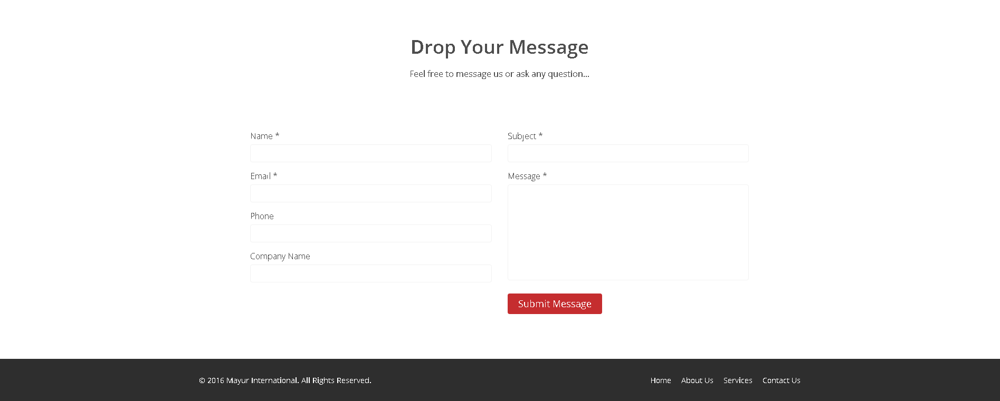 Drop Your Message
Feel free to message us or ask any question...
Name *
Email *
Phone
Company Name
Subject *
Message *
Submit Message
© 2016 Mayur International. All Rights Reserved.
Home About Us Services Contact Us